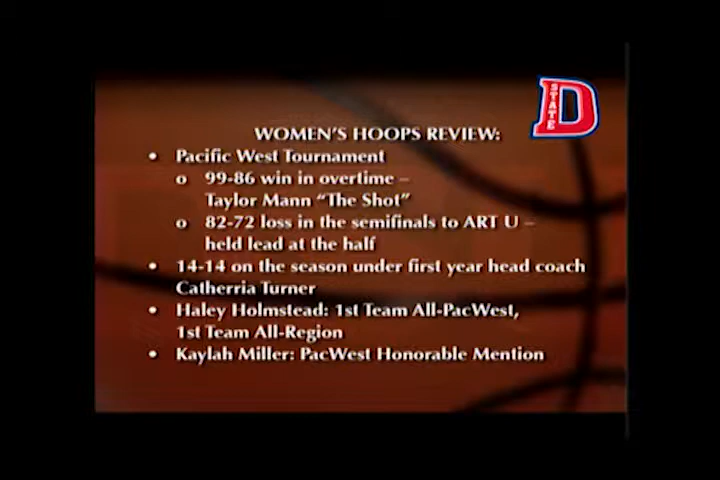 STATE
D
WOMEN'S HOOPS REVIEW:
• Pacific West Tournament
o 99-86 win in overtime –
Taylor Mann "The Shot"
o 82-72 loss in the semifinals to ART U –
held lead at the half
• 14-14 on the season under first year head coach
Catherria Turner
• Haley Holmstead: 1st Team All-PacWest,
1st Team All-Region
• Kaylah Miller: PacWest Honorable Mention